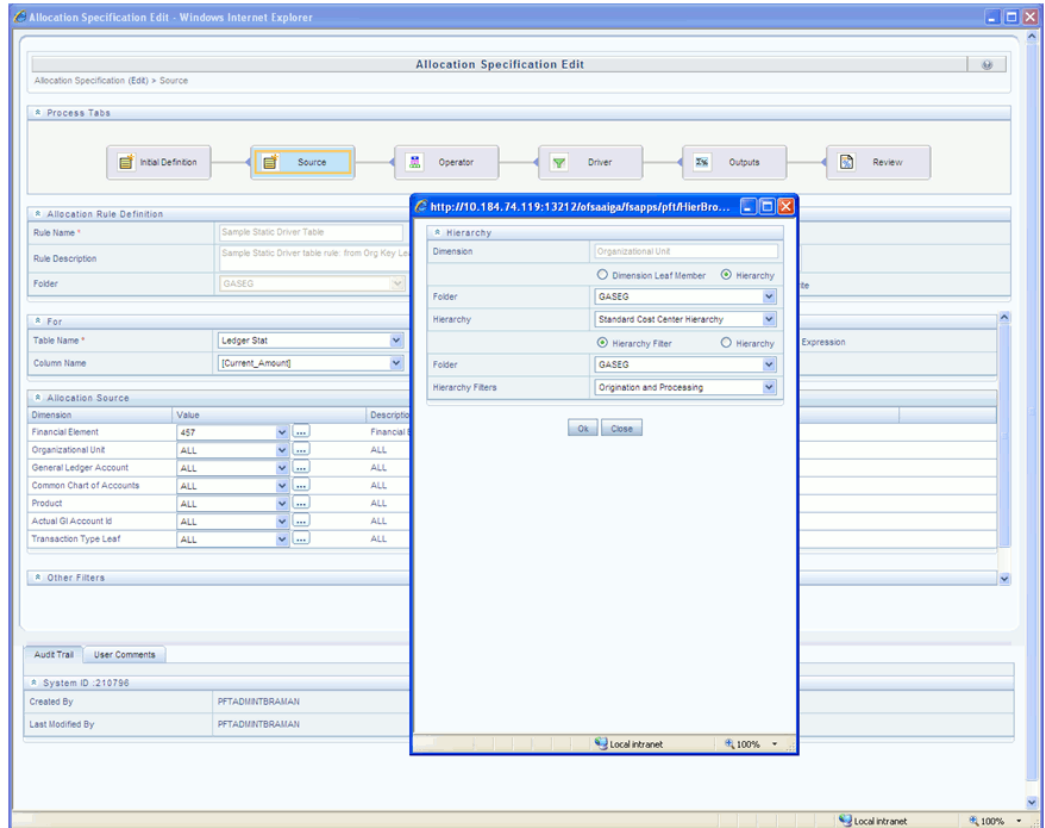 Allocation Specification Edit - Windows Internet Explorer
Allocation Specification Edit
Allocation Specification (Edit) > Source
Process Tabs
Initial Definition
Source
Operator
Driver
Outputs
Review
Allocation Rule Definition
Rule Name *
Sample Static Driver Table
Rule Description
Sample Static Driver table rule: from Org Key Lea
Folder
GASEG
For
Table Name *
Ledger Stat
Expression
Column Name
[Current_Amount]
Allocation Source
Dimension
Value
Descriptio
Financial Element
457
Financial E
Organizational Unit
ALL
ALL
General Ledger Account
ALL
ALL
Common Chart of Accounts
ALL
ALL
Product
ALL
ALL
Actual Gl Account Id
ALL
ALL
Transaction Type Leaf
ALL
ALL
Other Filters
Audit Trail
User Comments
System ID :210796
Created By
PFTADMINTBRAMAN
Last Modified By
PFTADMINTBRAMAN
http://10.184.74.119:13212/ofsaaiga/fsapps/pft/HierBro...
Hierarchy
Dimension
Organizational Unit
Dimension Leaf Member
Hierarchy
Folder
GASEG
Hierarchy
Standard Cost Center Hierarchy
Hierarchy Filter
Hierarchy
Folder
GASEG
Hierarchy Filters
Origination and Processing
Ok
Close
Local intranet
100%
Local intranet
100%